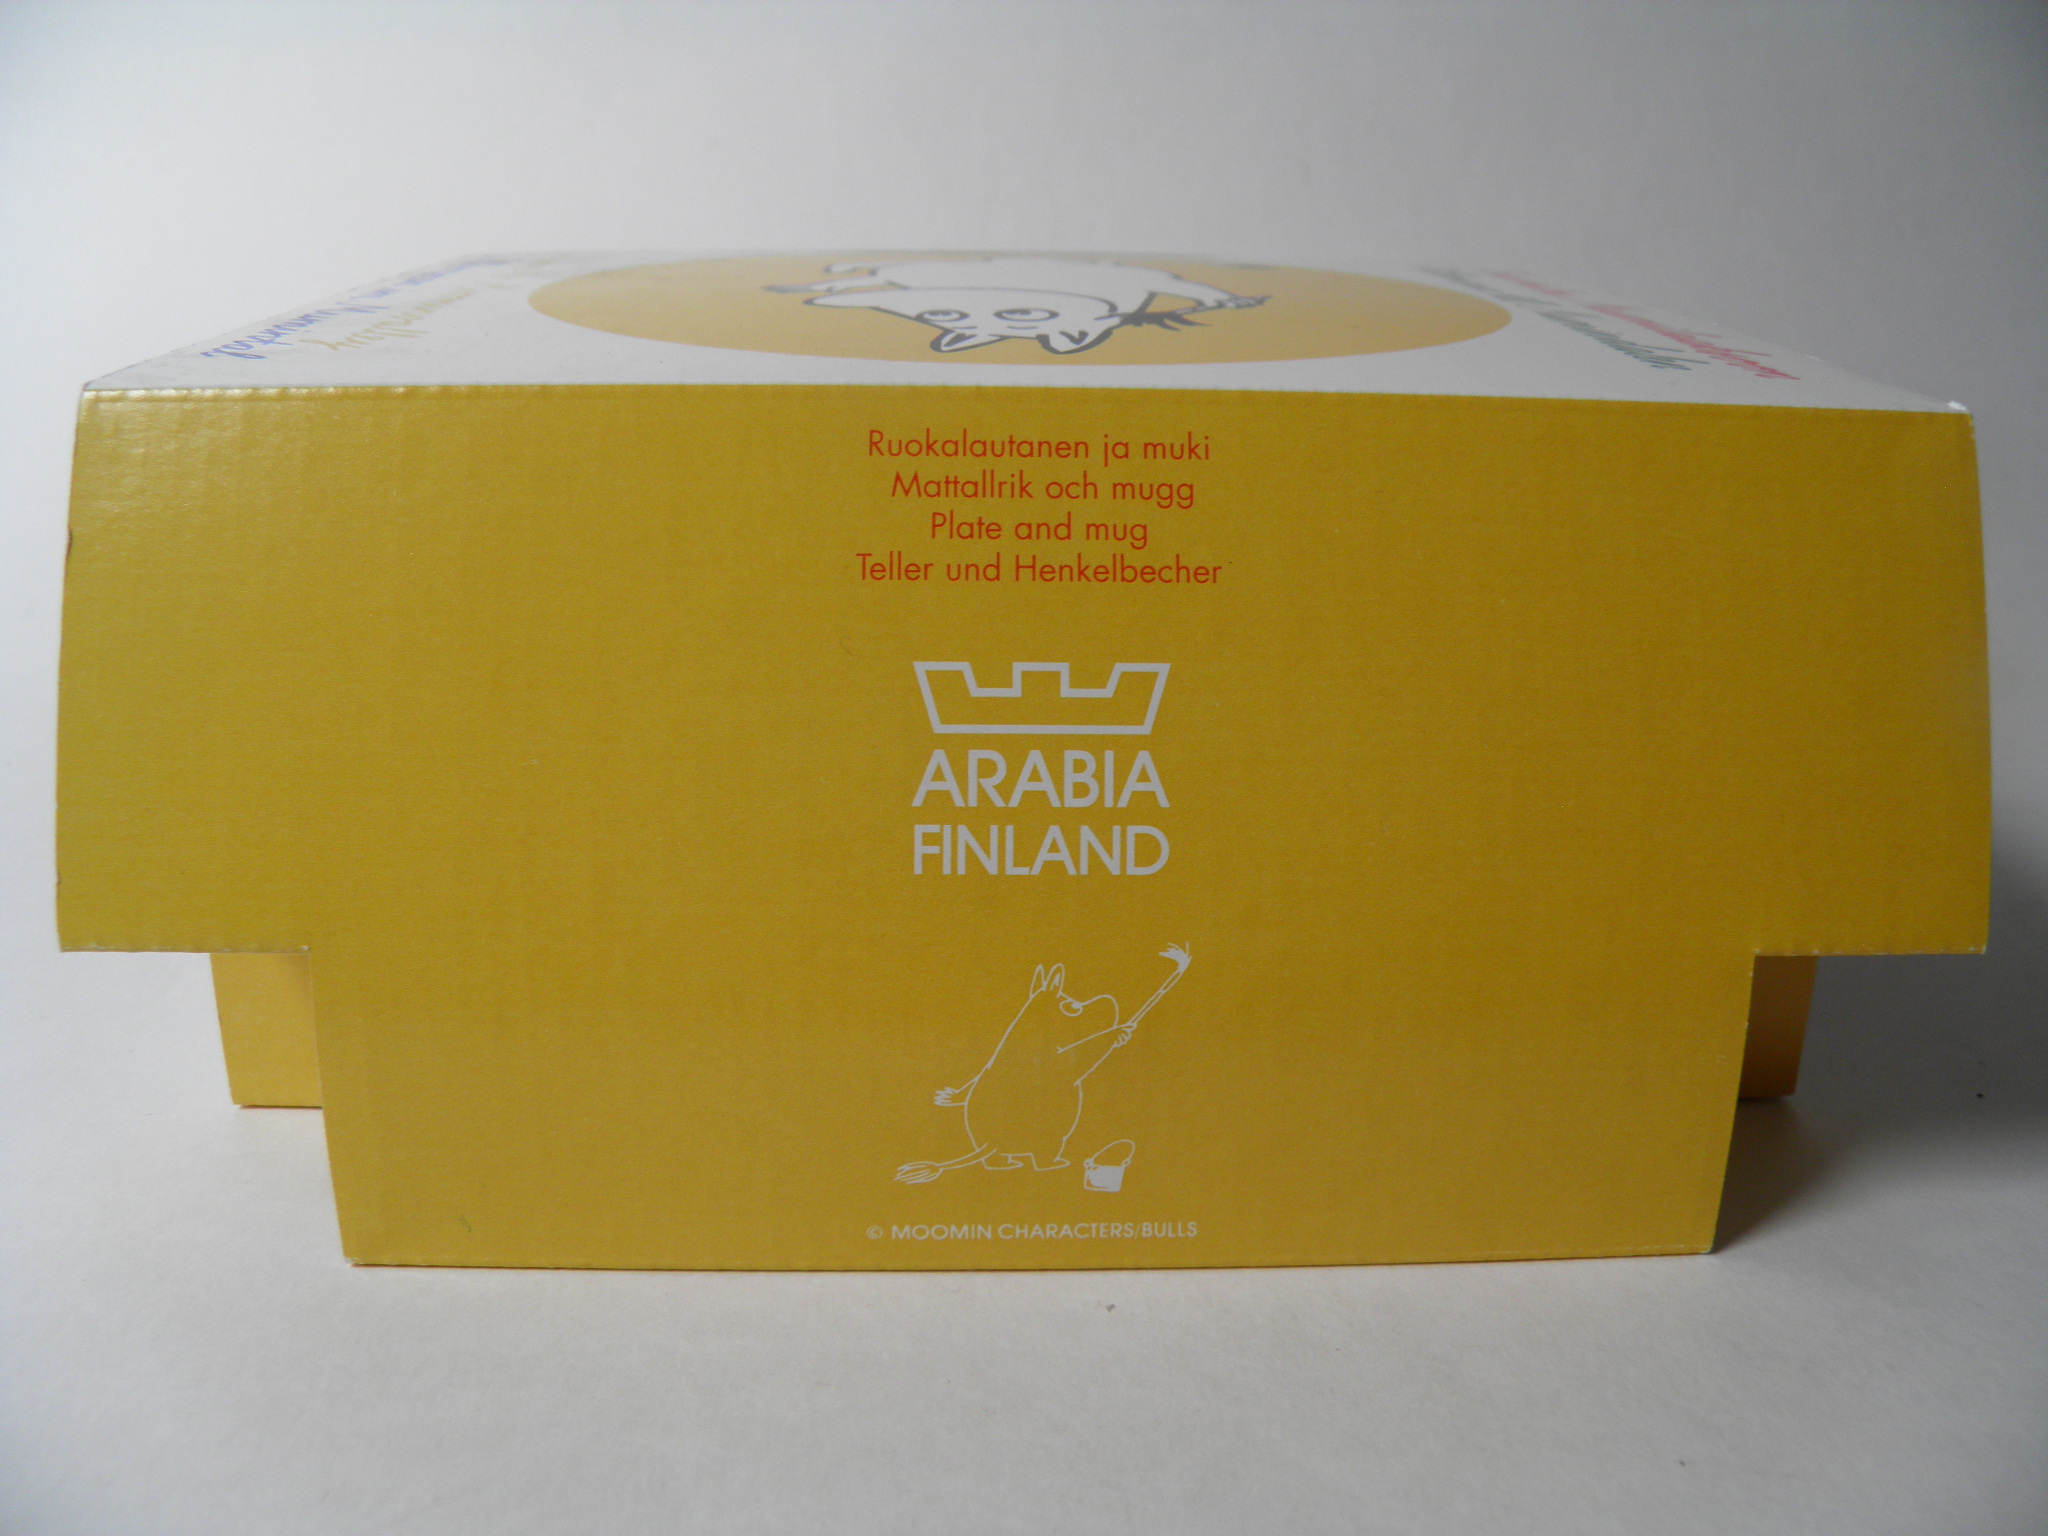 Ruokalautanen ja muki
Mattallrik och mugg
Plate and mug
Teller und Henkelbecher
ARABIA
FINLAND
© MOOMIN CHARACTERS/BULLS